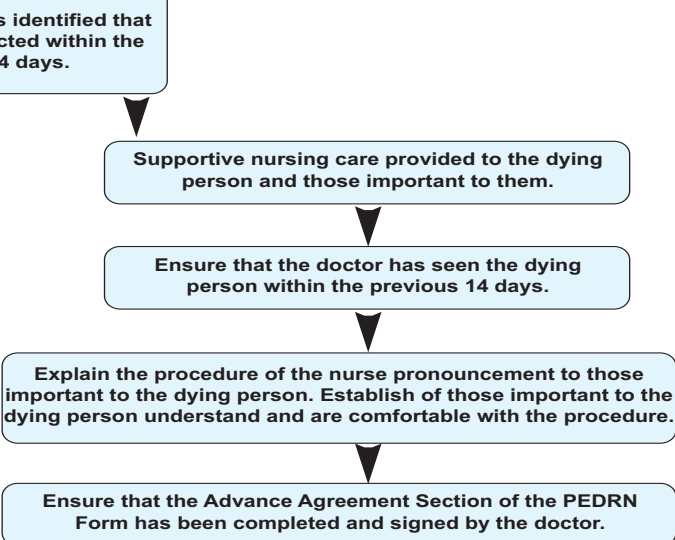 s identified that
cted within the
4 days.
Supportive nursing care provided to the dying
person and those important to them.
Ensure that the doctor has seen the dying
person within the previous 14 days.
Explain the procedure of the nurse pronouncement to those
important to the dying person. Establish of those important to the
dying person understand and are comfortable with the procedure.
Ensure that the Advance Agreement Section of the PEDRN
Form has been completed and signed by the doctor.